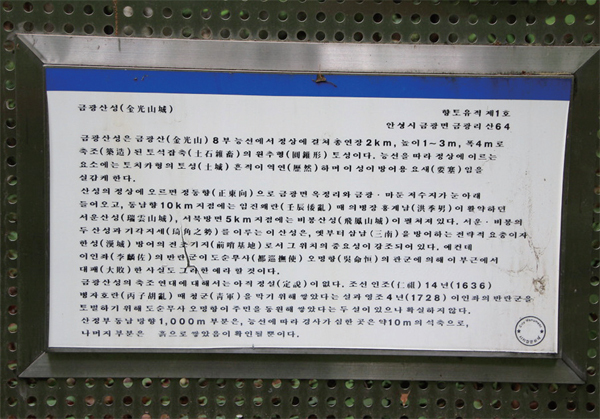 금광산성(金光山城)
향토유적 제1호
안성시 금광면 금광리 산64
금광산성은 금광산(金光山) 8부 능선에서 정상에 걸쳐 총연장 2km, 높이 1~3m, 폭 4m로
축조(築造)된 토석잡축(土石雜畜)의 원추형(圓錐形) 토성이다. 능선을 따라 정상에 이르는
요소에는 토치카형의 토성(土城) 흔적이 역연(歷然)하며 이성이 방어용 요새(要塞)임을
실감케 한다.
산성의 정상에 오르면 정동향(正東向)으로 금광면 옥정리와 금광·마둔 저수지가 눈 아래
들어오고, 동남향 10km 지점에는 임진왜란(壬辰倭亂) 때 의병장 홍계남(洪季男)이 활약하던
서운산성(瑞雲山城), 서북방면 5km 지점에는 비봉산성(飛鳳山城)이 펼쳐져 있다. 서운·비봉의
두 산성과 기각지세(掎角之勢)를 이루는 이 산성은, 옛부터 삼남(三南)을 방어하는 전략적 요충이자
한성(漢城) 방어의 전초기지(前哨基地)로서 그 위치의 중요성이 강조되어 있다. 예컨데
이인좌(李麟佐)의 반란군이 도순무사(都巡撫使) 오명항(吳命恒)의 관군에 의해 이 부근에서
대패(大敗)한 사실도 그러한 예라 할 것이다.
금광산성의 축조연대에 대해서는 아직 정설(定說)이 없다. 조선 인조(仁祖) 14년(1636)
병자호란(丙子胡亂) 때 청군(靑軍)을 막기 위해 쌓았다는 설과 영조 4년(1728) 이인좌의 반란군을
토벌하기 위해 도순무사 오명항이 주민을 동원해 쌓았다는 두 설이 있으나 확실하지 않다.
산정부 동남 방향 1,000m 부분은, 능선에 따라 경사가 심한 곳은 약 10m의 석축으로,
나머지 부분은 흙으로 쌓았음이 확인될 뿐이다.